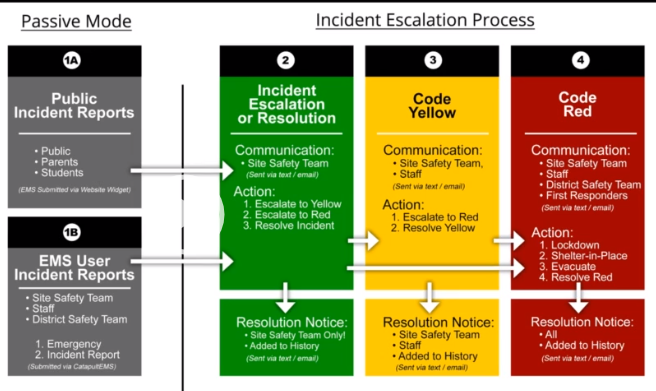 Passive Mode
Incident Escalation Process
1A
Public
Incident Reports
• Public
• Parents
• Students
(EMS Submitted via Website Widget)
1B
EMS User
Incident Reports
• Site Safety Team
• Staff
• District Safety Team
1. Emergency
2. Incident Report
(Submitted via CatapultEMS)
2
Incident
Escalation
or Resolution
Communication:
• Site Safety Team
(Sent via text / email)
Action:
1. Escalate to Yellow
2. Escalate to Red
3. Resolve Incident
Resolution Notice:
• Site Safety Team Only!
• Added to History
(Sent via text / email)
3
Code
Yellow
Communication:
• Site Safety Team,
• Staff
(Sent via text / email)
Action:
1. Escalate to Red
2. Resolve Yellow
Resolution Notice:
• Site Safety Team
• Staff
• Added to History
(Sent via text / email)
4
Code
Red
Communication:
• Site Safety Team
• Staff
• District Safety Team
• First Responders
(Sent via text / email)
Action:
1. Lockdown
2. Shelter-in-Place
3. Evacuate
4. Resolve Red
Resolution Notice:
• All
• Added to History
(Sent via text / email)